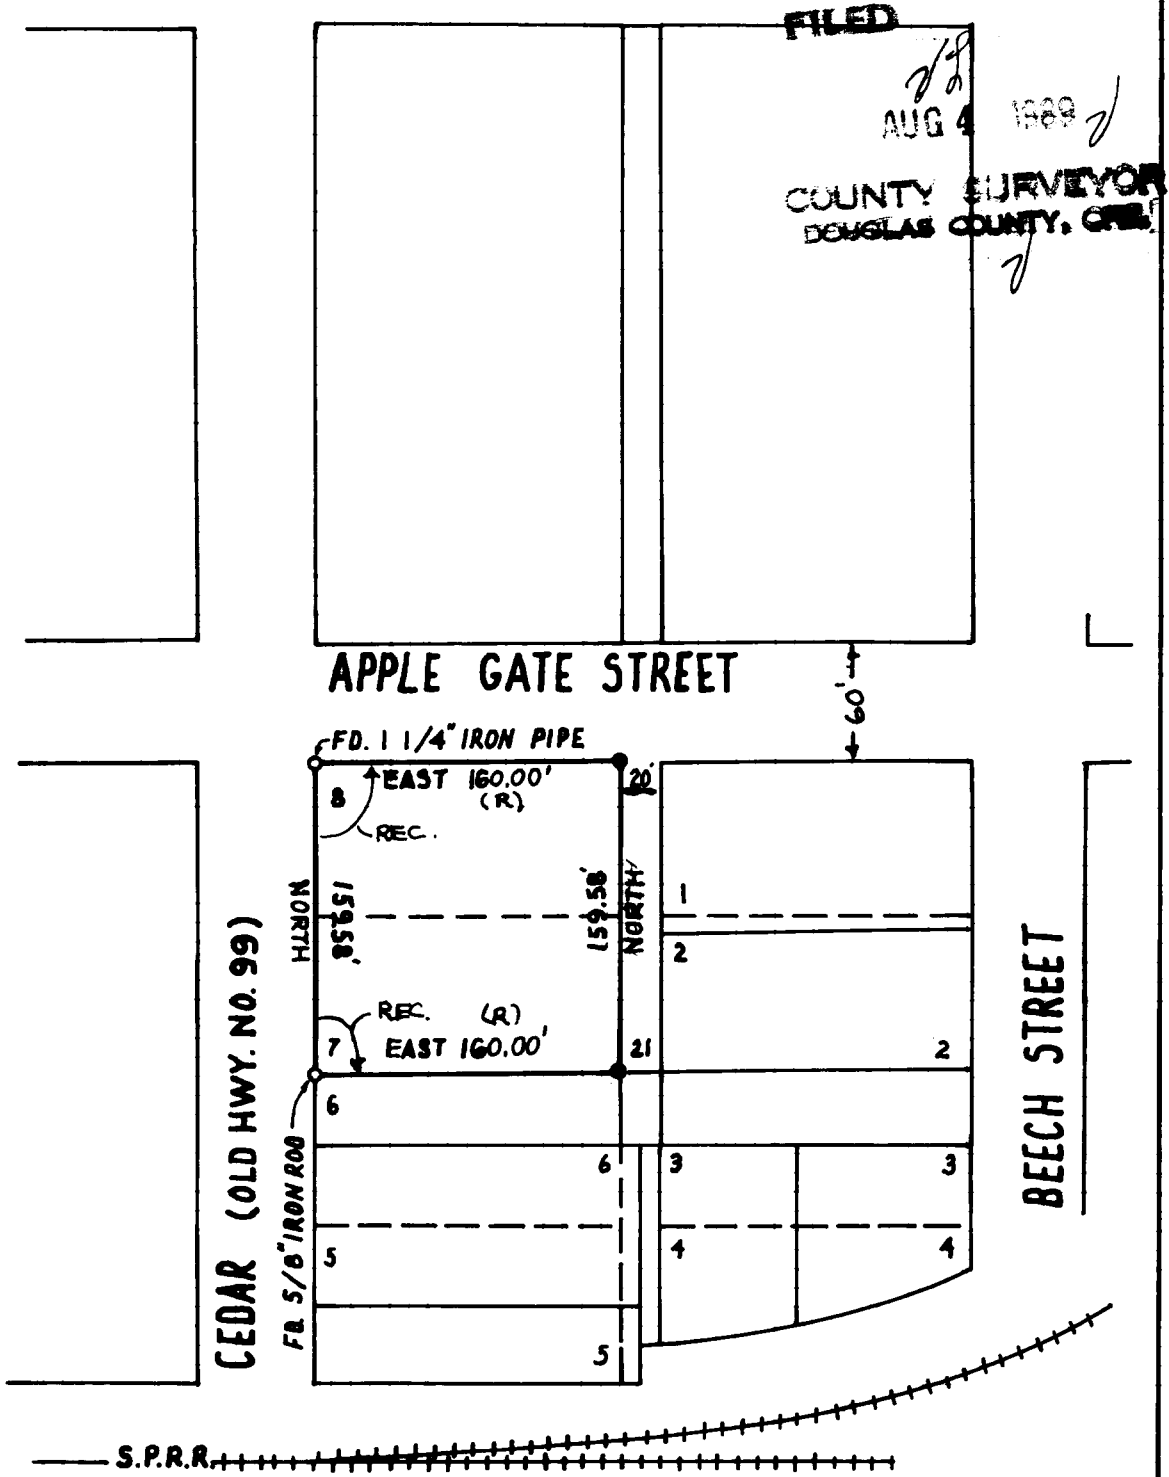 FILED
AUG 4 1989
COUNTY SURVEYOR
DOUGLAS COUNTY, ORE.
APPLE GATE STREET
60'
FD. 1 1/4" IRON PIPE
EAST 160.00'
(R)
20'
8
REC.
NORTH
159.58'
159.58'
NORTH
1
2
REC. (R)
7
EAST 160.00'
21
2
6
6
3
3
5
4
4
5
CEDAR (OLD HWY. NO. 99)
FD. 5/8" IRON ROD
BEECH STREET
S.P.R.R.